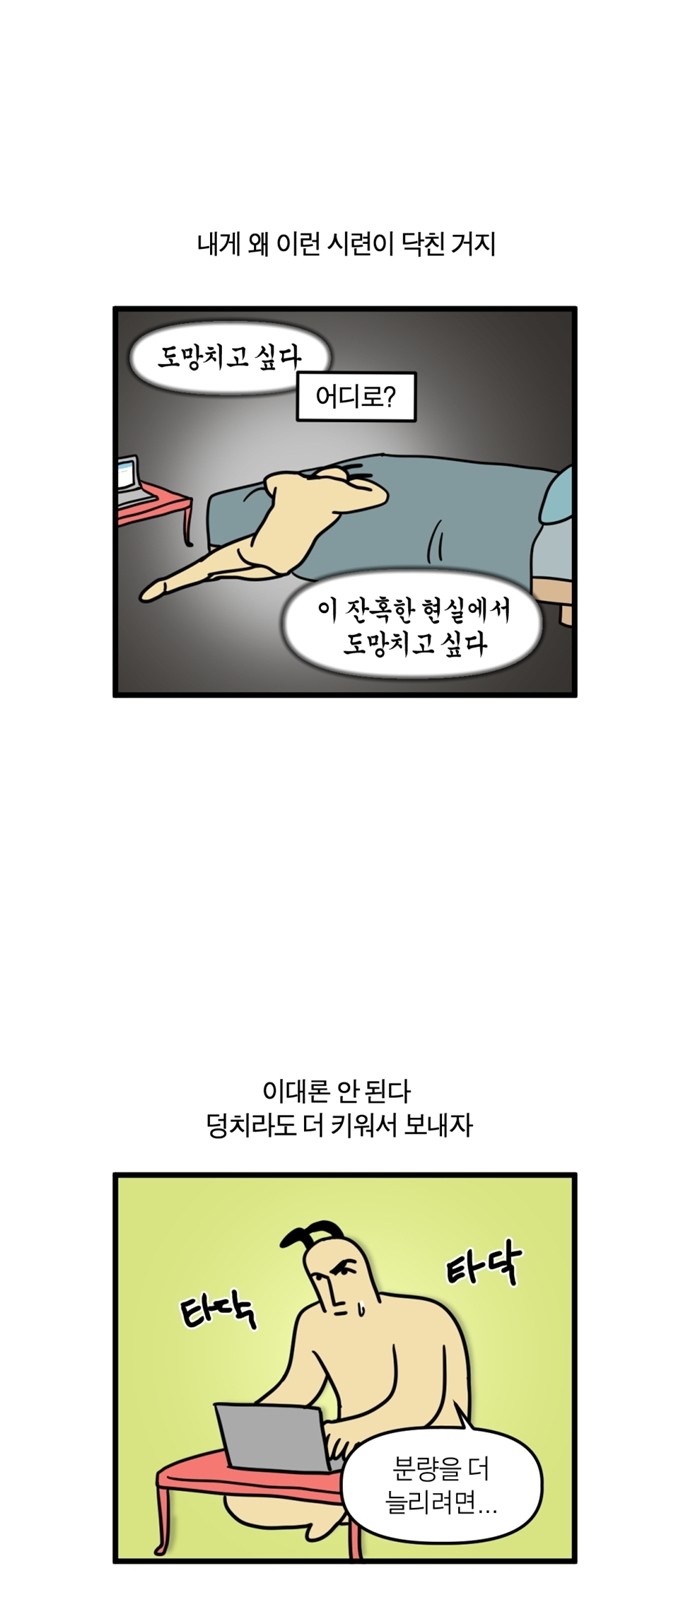 내게 왜 이런 시련이 닥친 거지
도망치고 싶다
어디로?
이 잔혹한 현실에서
도망치고 싶다
이대론 안 된다
덩치라도 더 키워서 보내자
타닥
타닥
분량을 더
늘리려면...